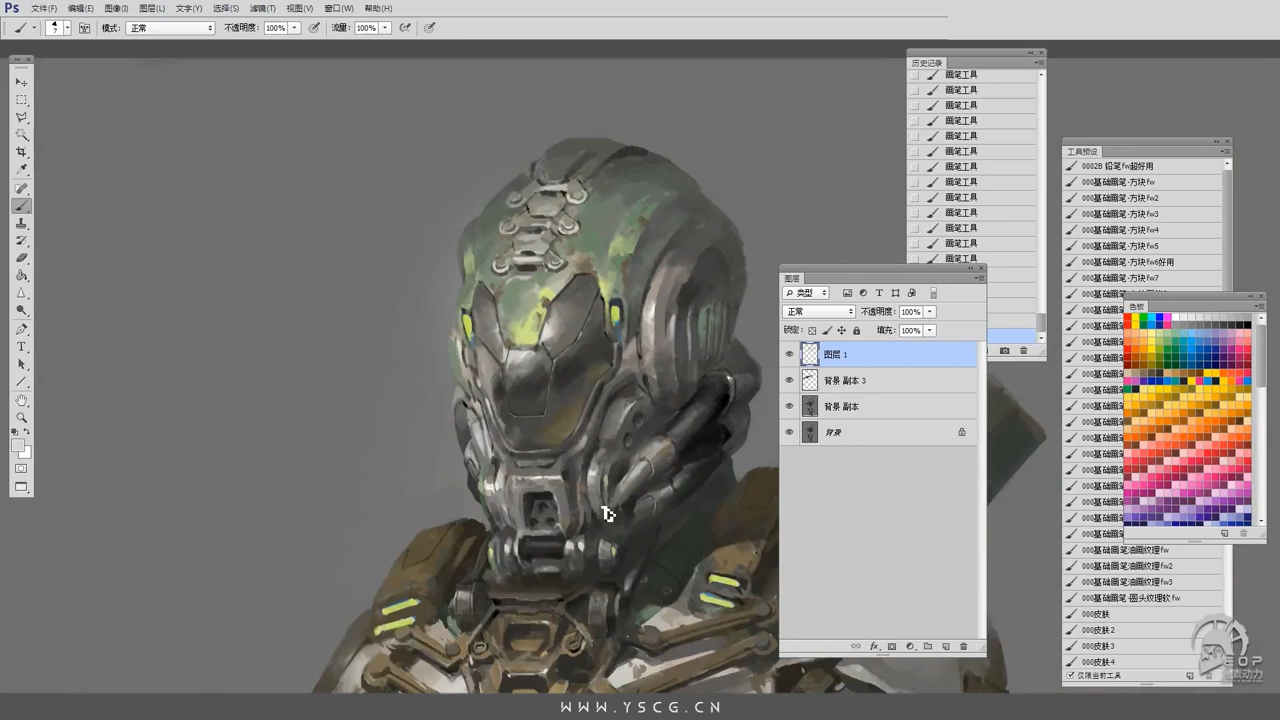 Ps 文件(F) 编辑(E) 图像(I) 图层(L) 文字(Y) 选择(S) 滤镜(T) 视图(V) 窗口(W) 帮助(H)
7 模式: 正常 不透明度: 100% 流量: 100%
历史记录
画笔工具
画笔工具
画笔工具
画笔工具
画笔工具
画笔工具
画笔工具
画笔工具
画笔工具
画笔工具
画笔工具
画笔工具
画笔工具
工具预设
0002B 铅笔fw超好用
000基础画笔-方块fw
000基础画笔-方块fw2
000基础画笔-方块fw3
000基础画笔-方块fw4
000基础画笔-方块fw5
000基础画笔-方块fw6好用
000基础画笔-方块fw7
图层
类型
正常 不透明度: 100%
锁定: 填充: 100%
图层 1
背景 副本 3
背景 副本
背景
色板
000基础画笔油画纹理fw
000基础画笔油画纹理fw2
000基础画笔油画纹理fw3
000基础画笔-圆头纹理软 fw
000皮肤
000皮肤 2
000皮肤 3
000皮肤 4
仅限当前工具
WWW.YSCG.CN